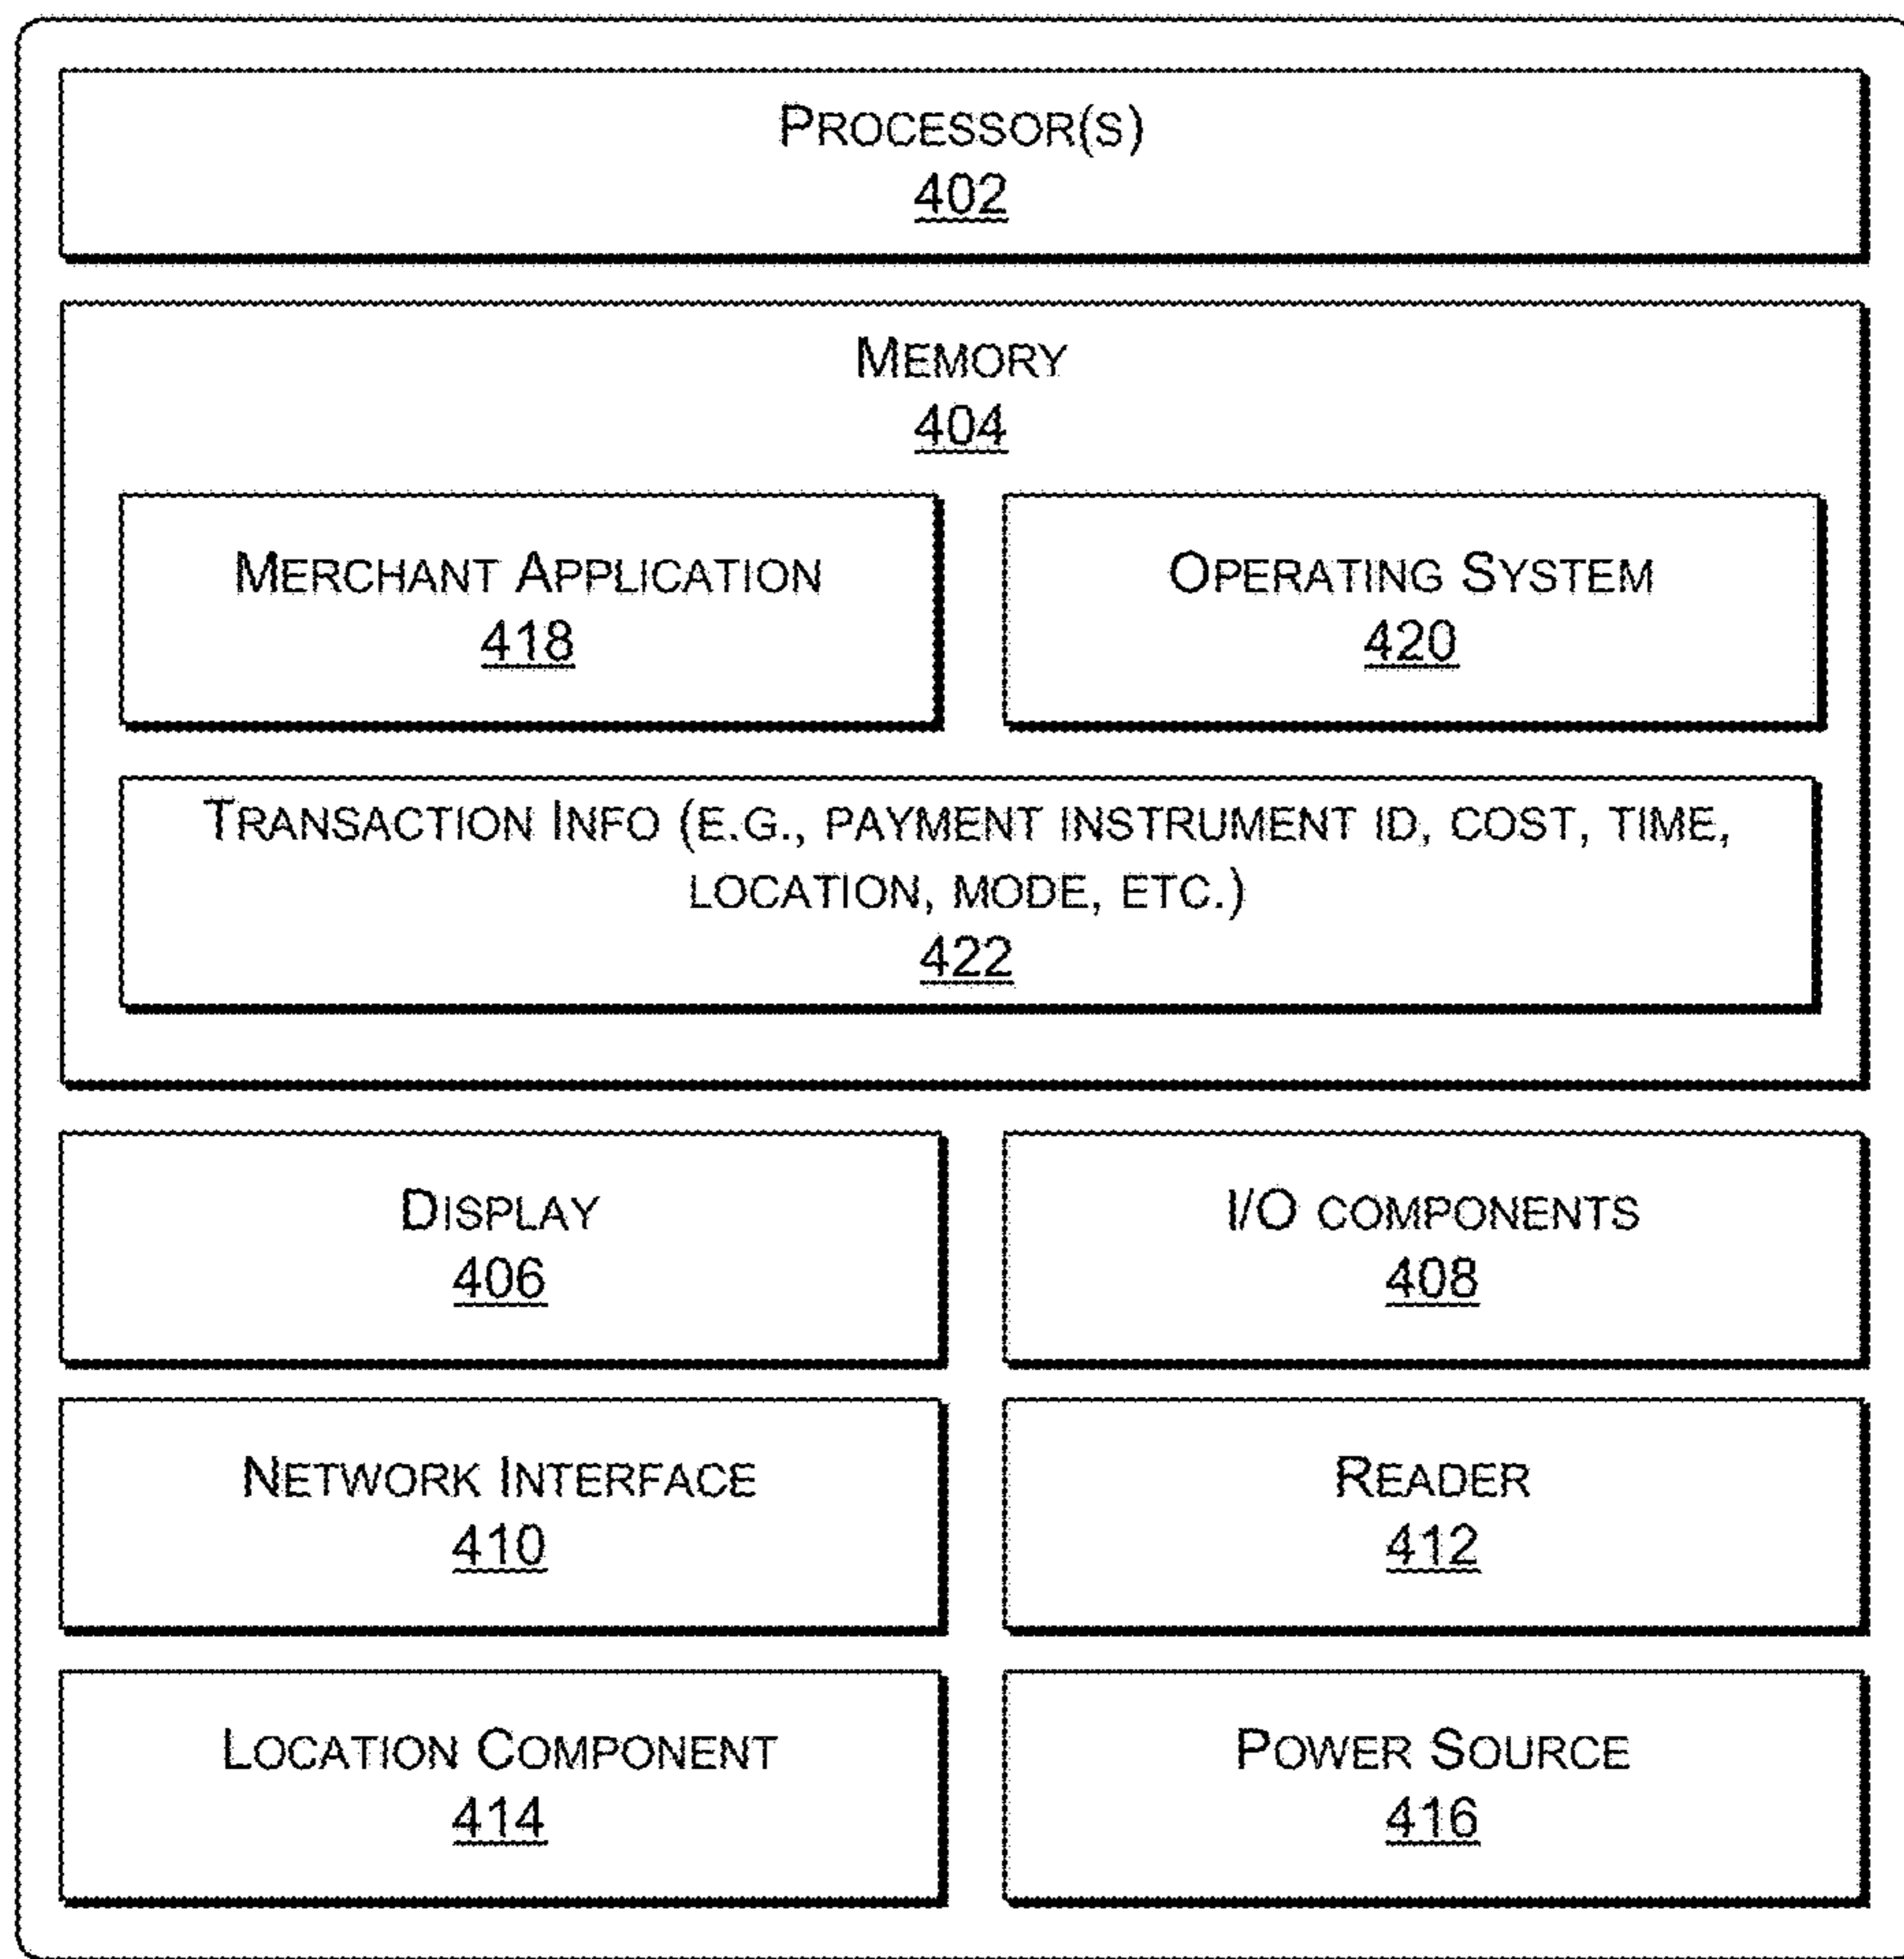 PROCESSOR(S)
402
MEMORY
404
MERCHANT APPLICATION
418
OPERATING SYSTEM
420
TRANSACTION INFO (E.G., PAYMENT INSTRUMENT ID, COST, TIME,
LOCATION, MODE, ETC.)
422
DISPLAY
406
I/O COMPONENTS
408
NETWORK INTERFACE
410
READER
412
LOCATION COMPONENT
414
POWER SOURCE
416